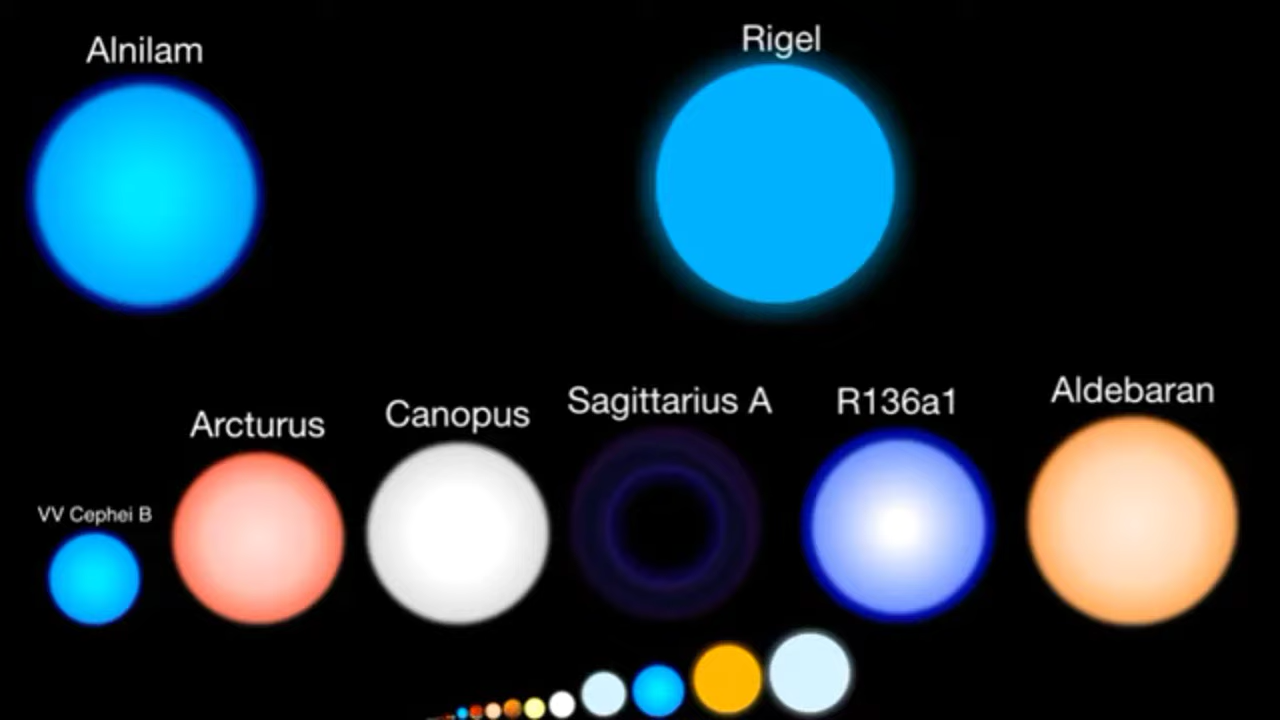 Alnilam
Rigel
VV Cephei B
Arcturus
Canopus
Sagittarius A
R136a1
Aldebaran